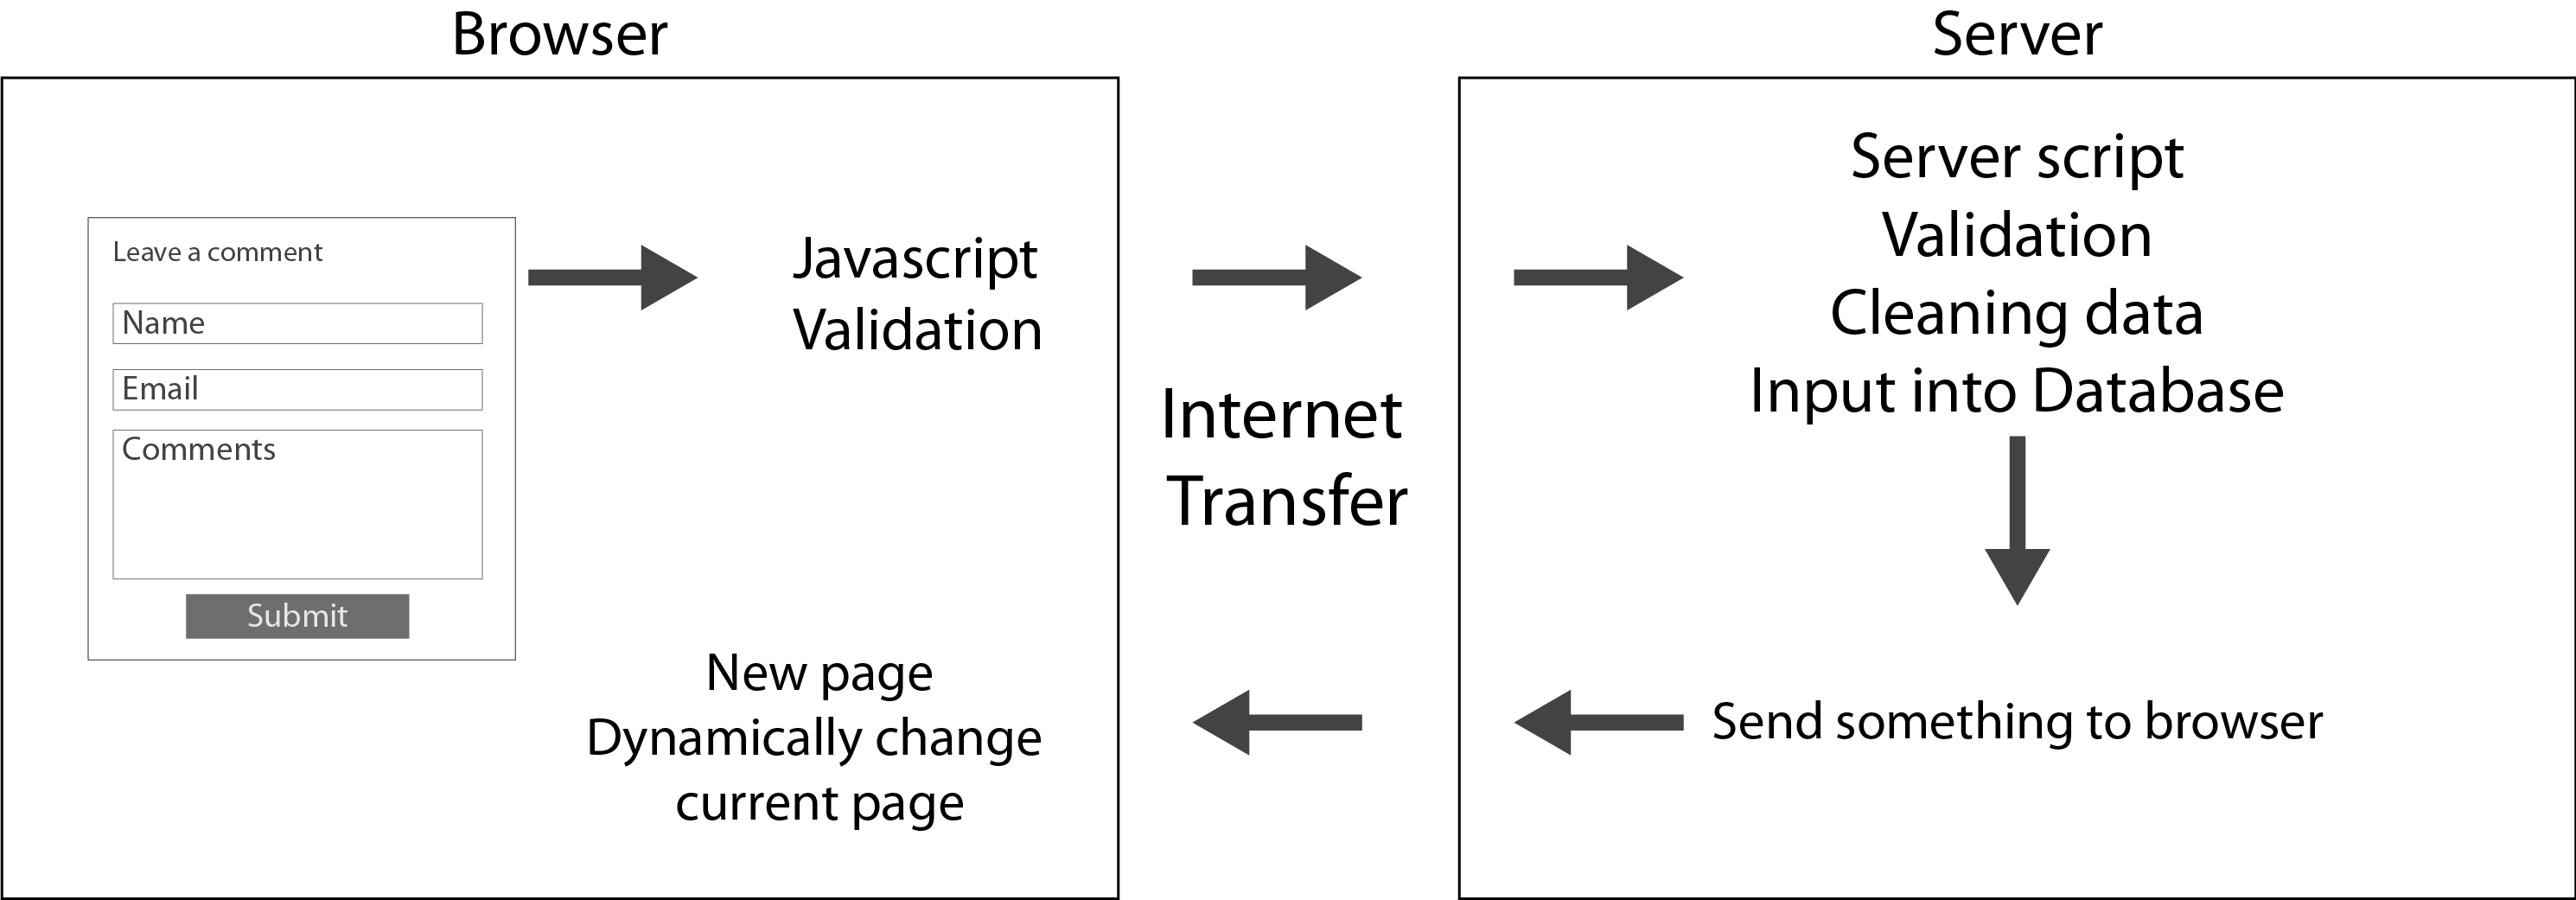 Browser
Server
Leave a comment
Name
Email
Comments
Submit
Javascript
Validation
Internet
Transfer
Server script
Validation
Cleaning data
Input into Database
Send something to browser
New page
Dynamically change
current page